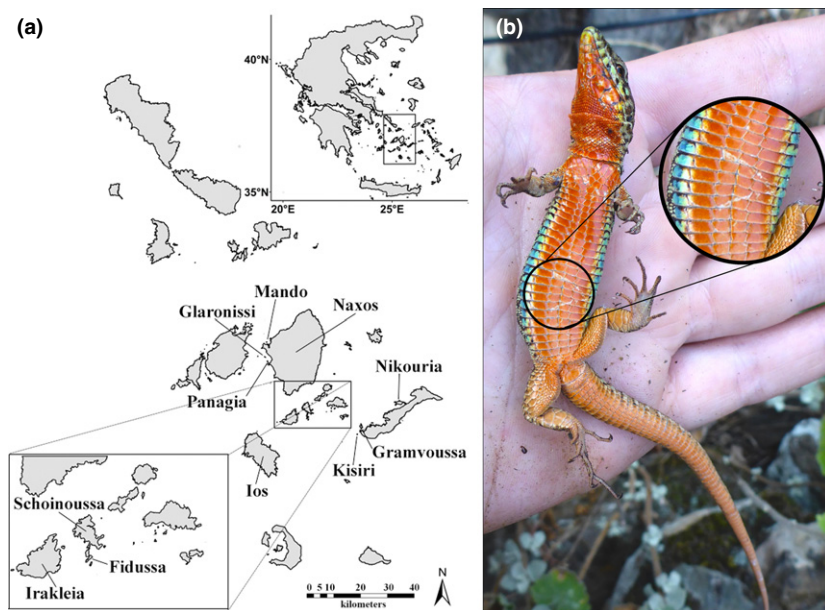 (a)
40°N
35°N
20°E
25°E
Mando
Glaronissi
Naxos
Nikouria
Panagia
Gramvoussa
Kisiri
Ios
Schoinoussa
Fidussa
Irakleia
N
0 5 10 20 30 40
kilometers
(b)